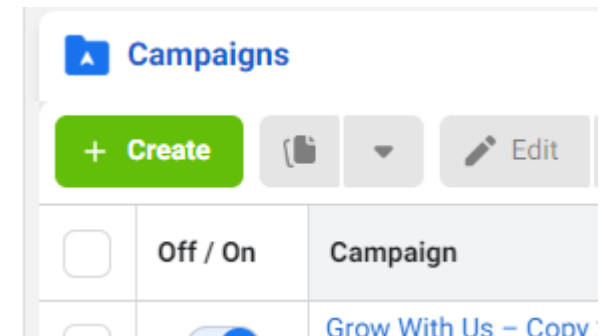 Campaigns
+ Create
Edit
Off / On
Campaign
Grow With Us – Copy